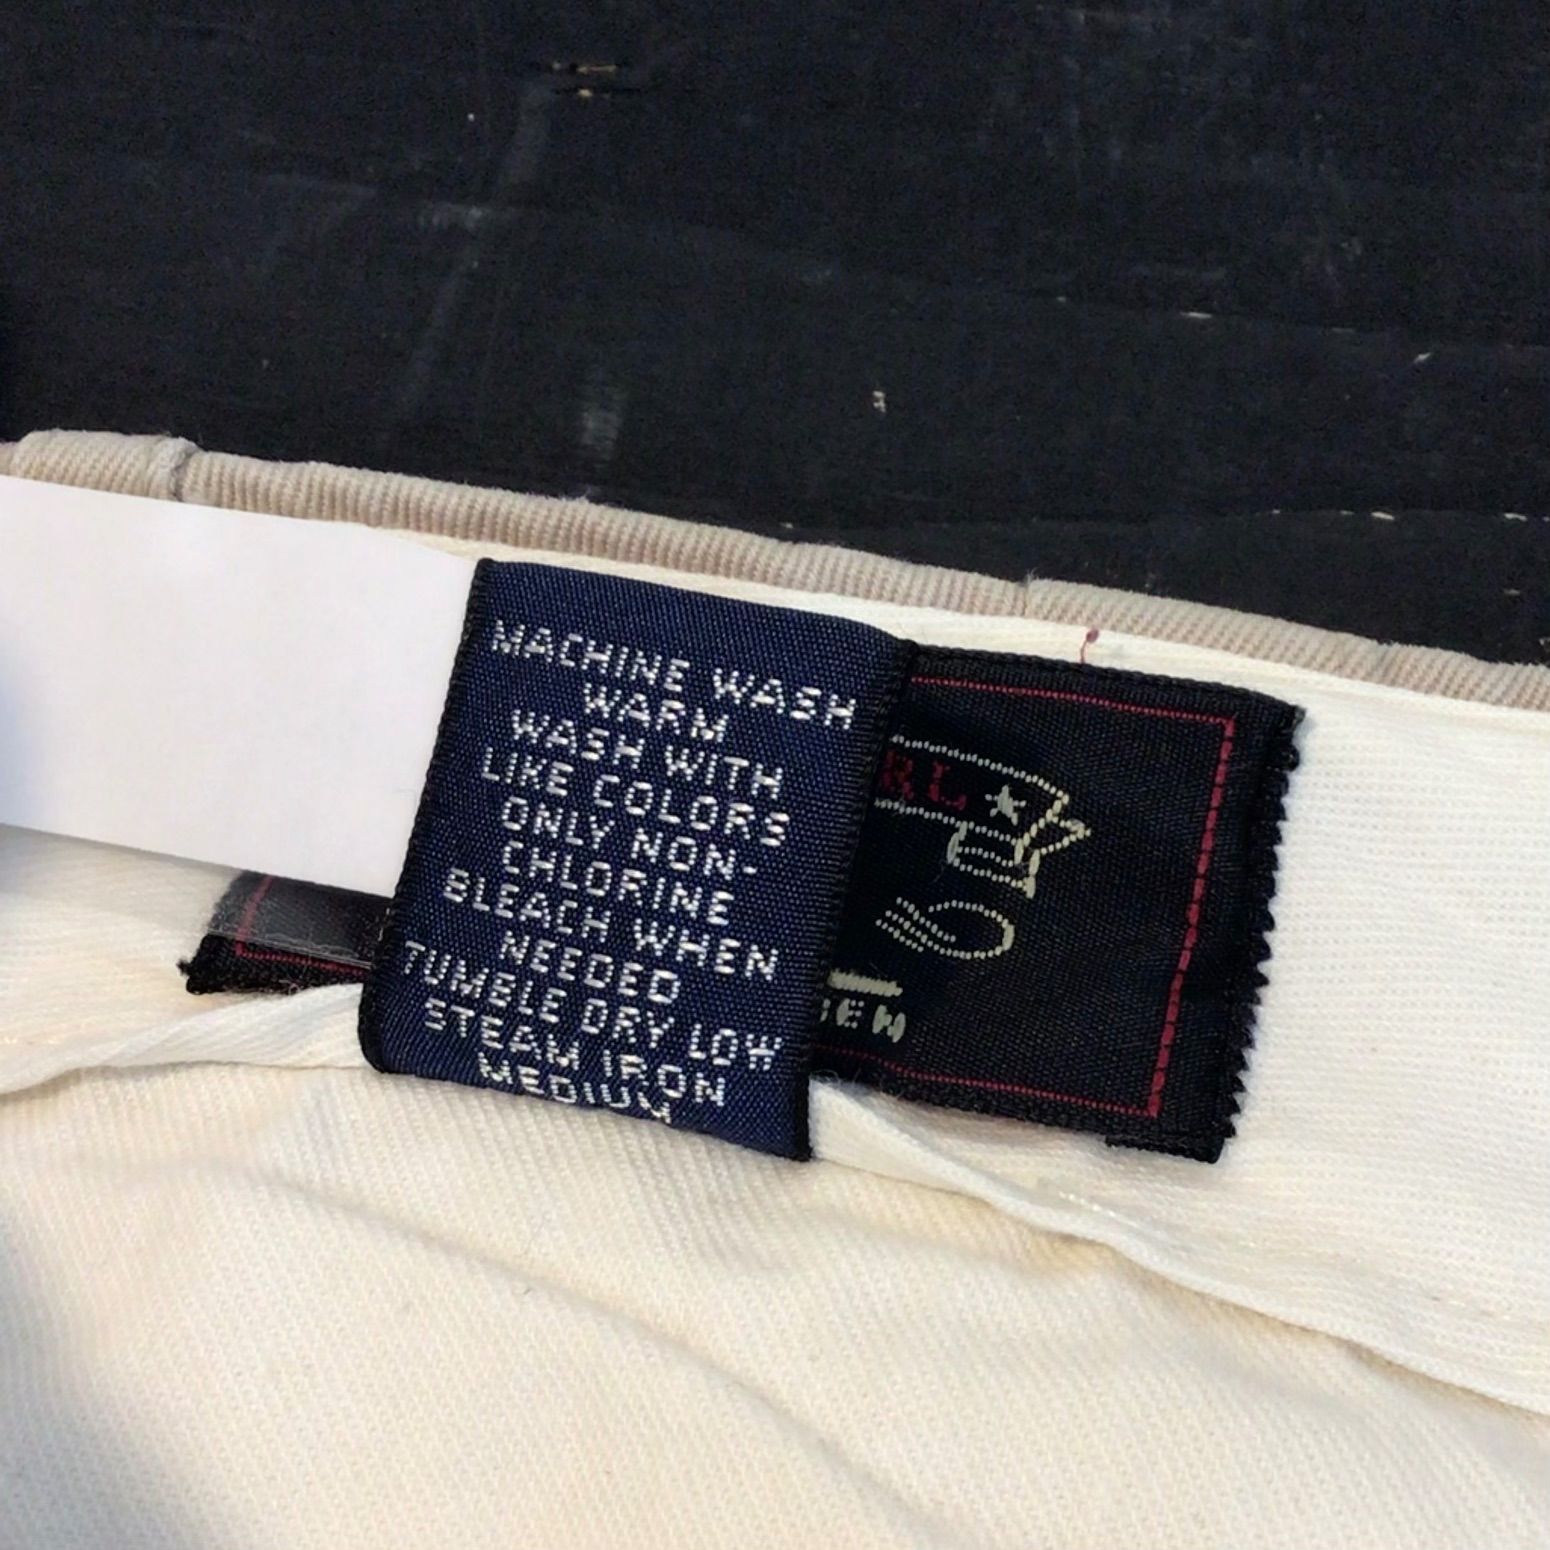 MACHINE WASH
WARM
WASH WITH
LIKE COLORS
ONLY NON-
CHLORINE
BLEACH WHEN
NEEDED
TUMBLE DRY LOW
STEAM IRON
MEDIUM
RL